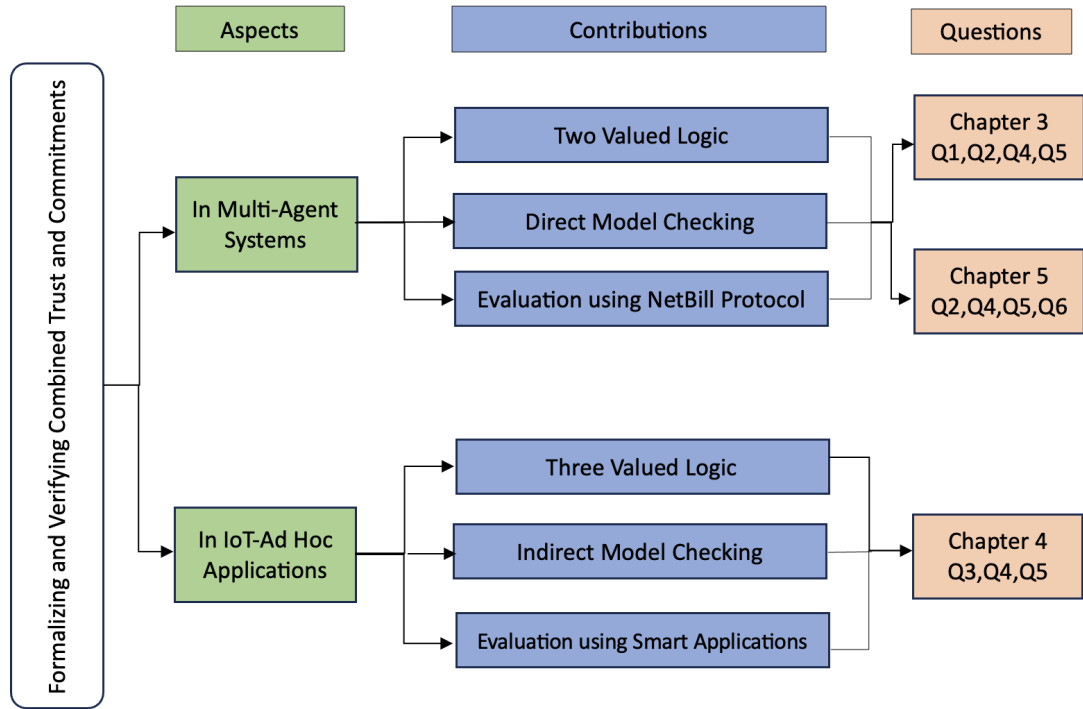 Aspects
Contributions
Questions
Formalizing and Verifying Combined Trust and Commitments
In Multi-Agent
Systems
Two Valued Logic
Direct Model Checking
Evaluation using NetBill Protocol
Chapter 3
Q1,Q2,Q4,Q5
Chapter 5
Q2,Q4,Q5,Q6
In IoT-Ad Hoc
Applications
Three Valued Logic
Indirect Model Checking
Evaluation using Smart Applications
Chapter 4
Q3,Q4,Q5